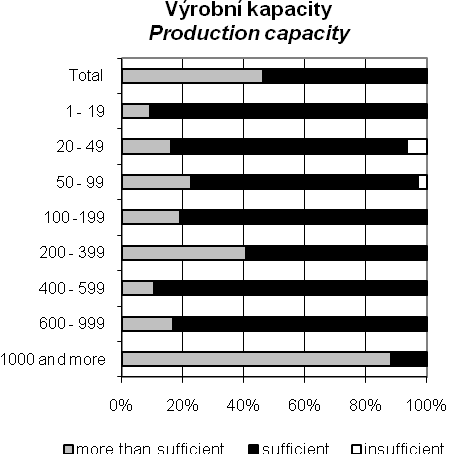 Výrobní kapacity
Production capacity
Total
1 - 19
20 - 49
50 - 99
100 -199
200 - 399
400 - 599
600 - 999
1000 and more
0% 20% 40% 60% 80% 100%
more than sufficient sufficient insufficient